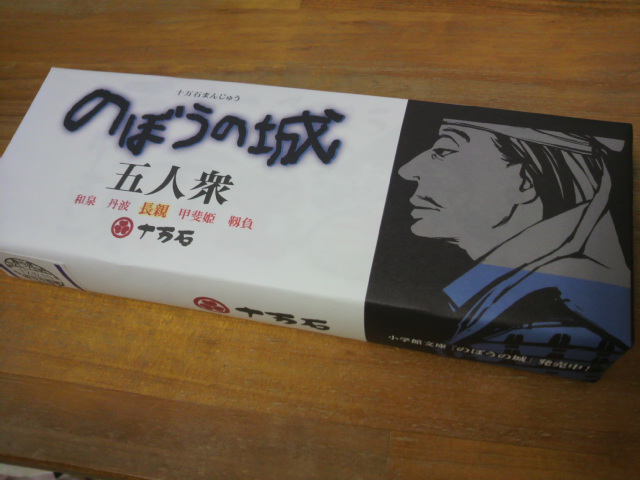 十万石まんじゅう
のぼうの城
五人衆
和泉 丹波 長親 甲斐姫 靱負
十万石
十万石
小学館文庫「のぼうの城」発売中!